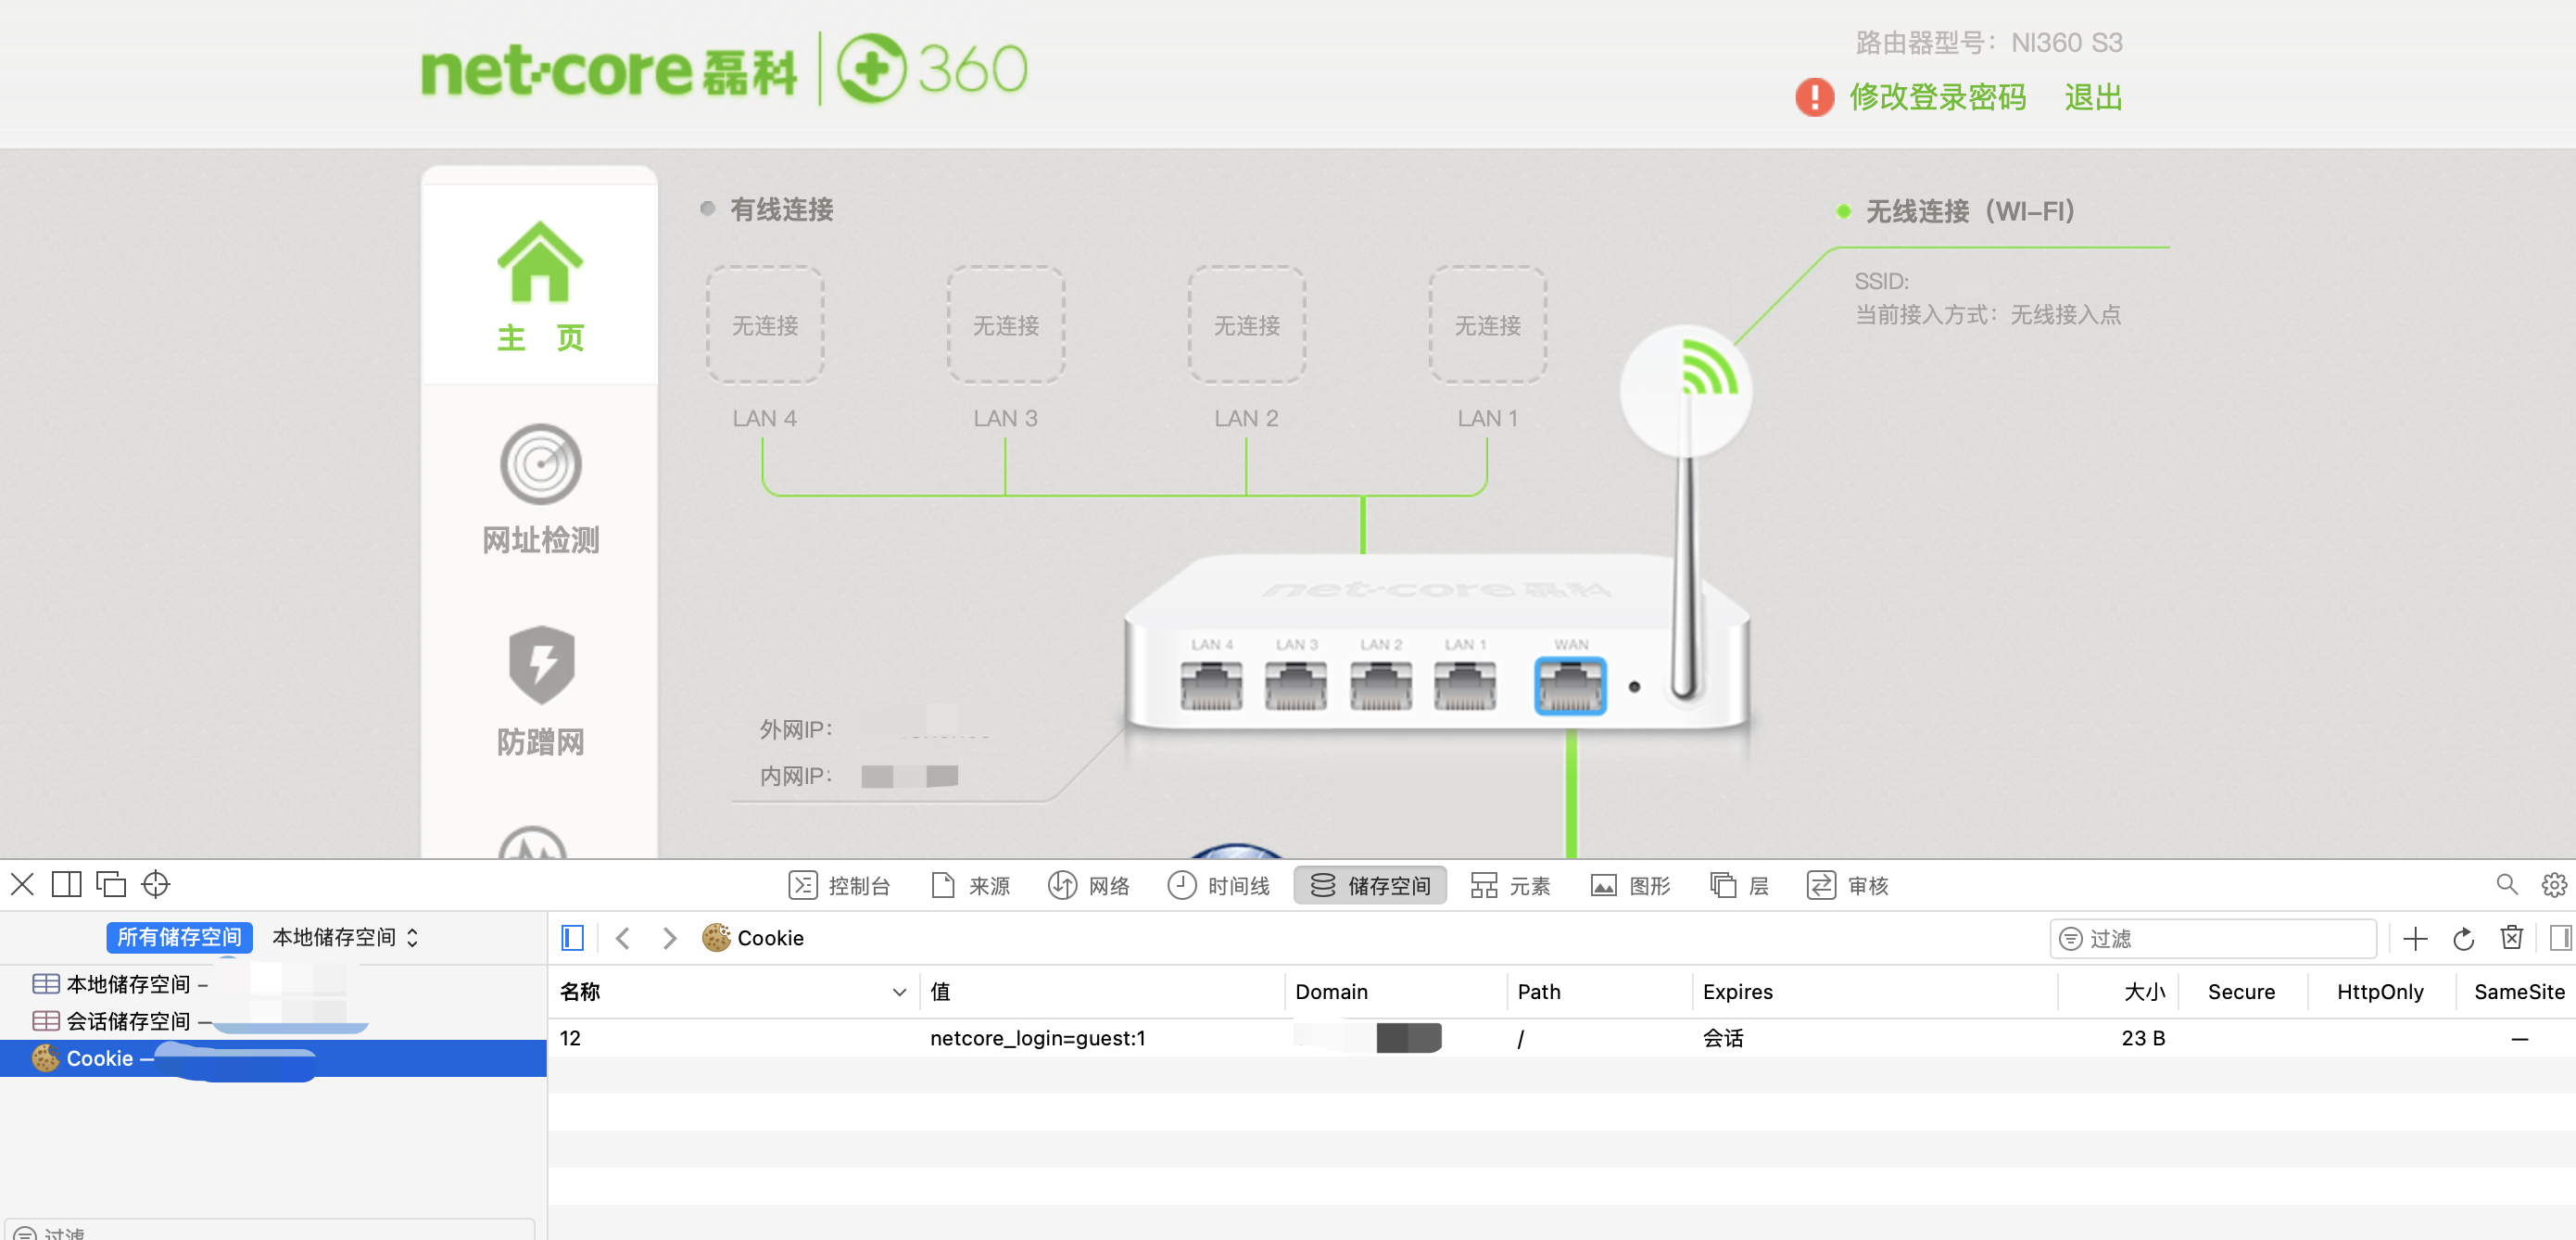 net-core磊科 360
路由器型号：NI360 S3
修改登录密码 退出
主 页
网址检测
防蹭网
有线连接
无连接 无连接 无连接 无连接
LAN 4 LAN 3 LAN 2 LAN 1
无线连接（WI-FI）
SSID:
当前接入方式：无线接入点
net-core磊科
LAN 4 LAN 3 LAN 2 LAN 1 WAN
外网IP：
内网IP：
控制台 来源 网络 时间线 储存空间 元素 图形 层 审核
所有储存空间 本地储存空间
Cookie
过滤
本地储存空间 —
会话储存空间 —
Cookie —
名称 值 Domain Path Expires 大小 Secure HttpOnly SameSite
12 netcore_login=guest:1 / 会话 23 B —
过滤